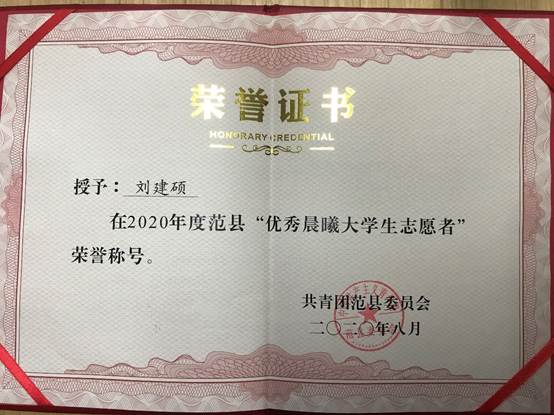 荣誉证书
HONORARY CREDENTIAL
授予：刘建硕
在2020年度范县“优秀晨曦大学生志愿者”
荣誉称号。
共青团范县委员会
二〇二〇年八月